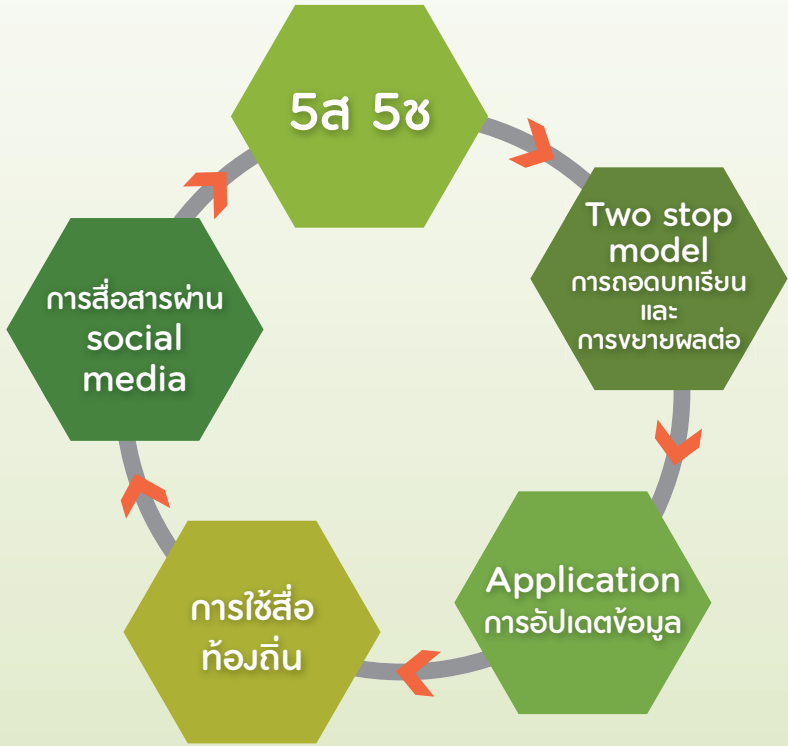 5ส 5ช
Two stop
model
การถอดบทเรียน
และ
การขยายผลต่อ
Application
การอัปเดตข้อมูล
การใช้สื่อ
ท้องถิ่น
การสื่อสารผ่าน
social
media